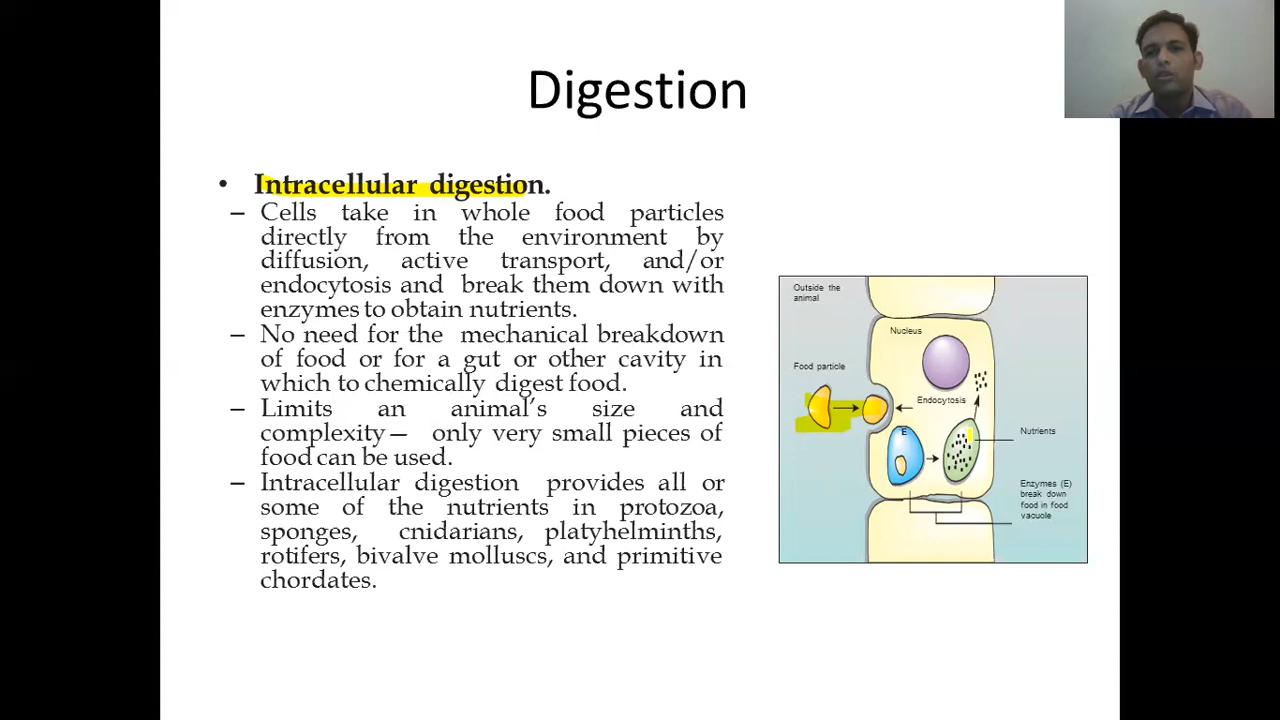 Digestion
• Intracellular digestion.
– Cells take in whole food particles
directly from the environment by
diffusion, active transport, and/or
endocytosis and break them down with
enzymes to obtain nutrients.
– No need for the mechanical breakdown
of food or for a gut or other cavity in
which to chemically digest food.
– Limits an animal's size and
complexity— only very small pieces of
food can be used.
– Intracellular digestion provides all or
some of the nutrients in protozoa,
sponges, cnidarians, platyhelminths,
rotifers, bivalve molluscs, and primitive
chordates.
Outside the
animal
Nucleus
Food particle
Endocytosis
E
Nutrients
Enzymes (E)
break down
food in food
vacuole